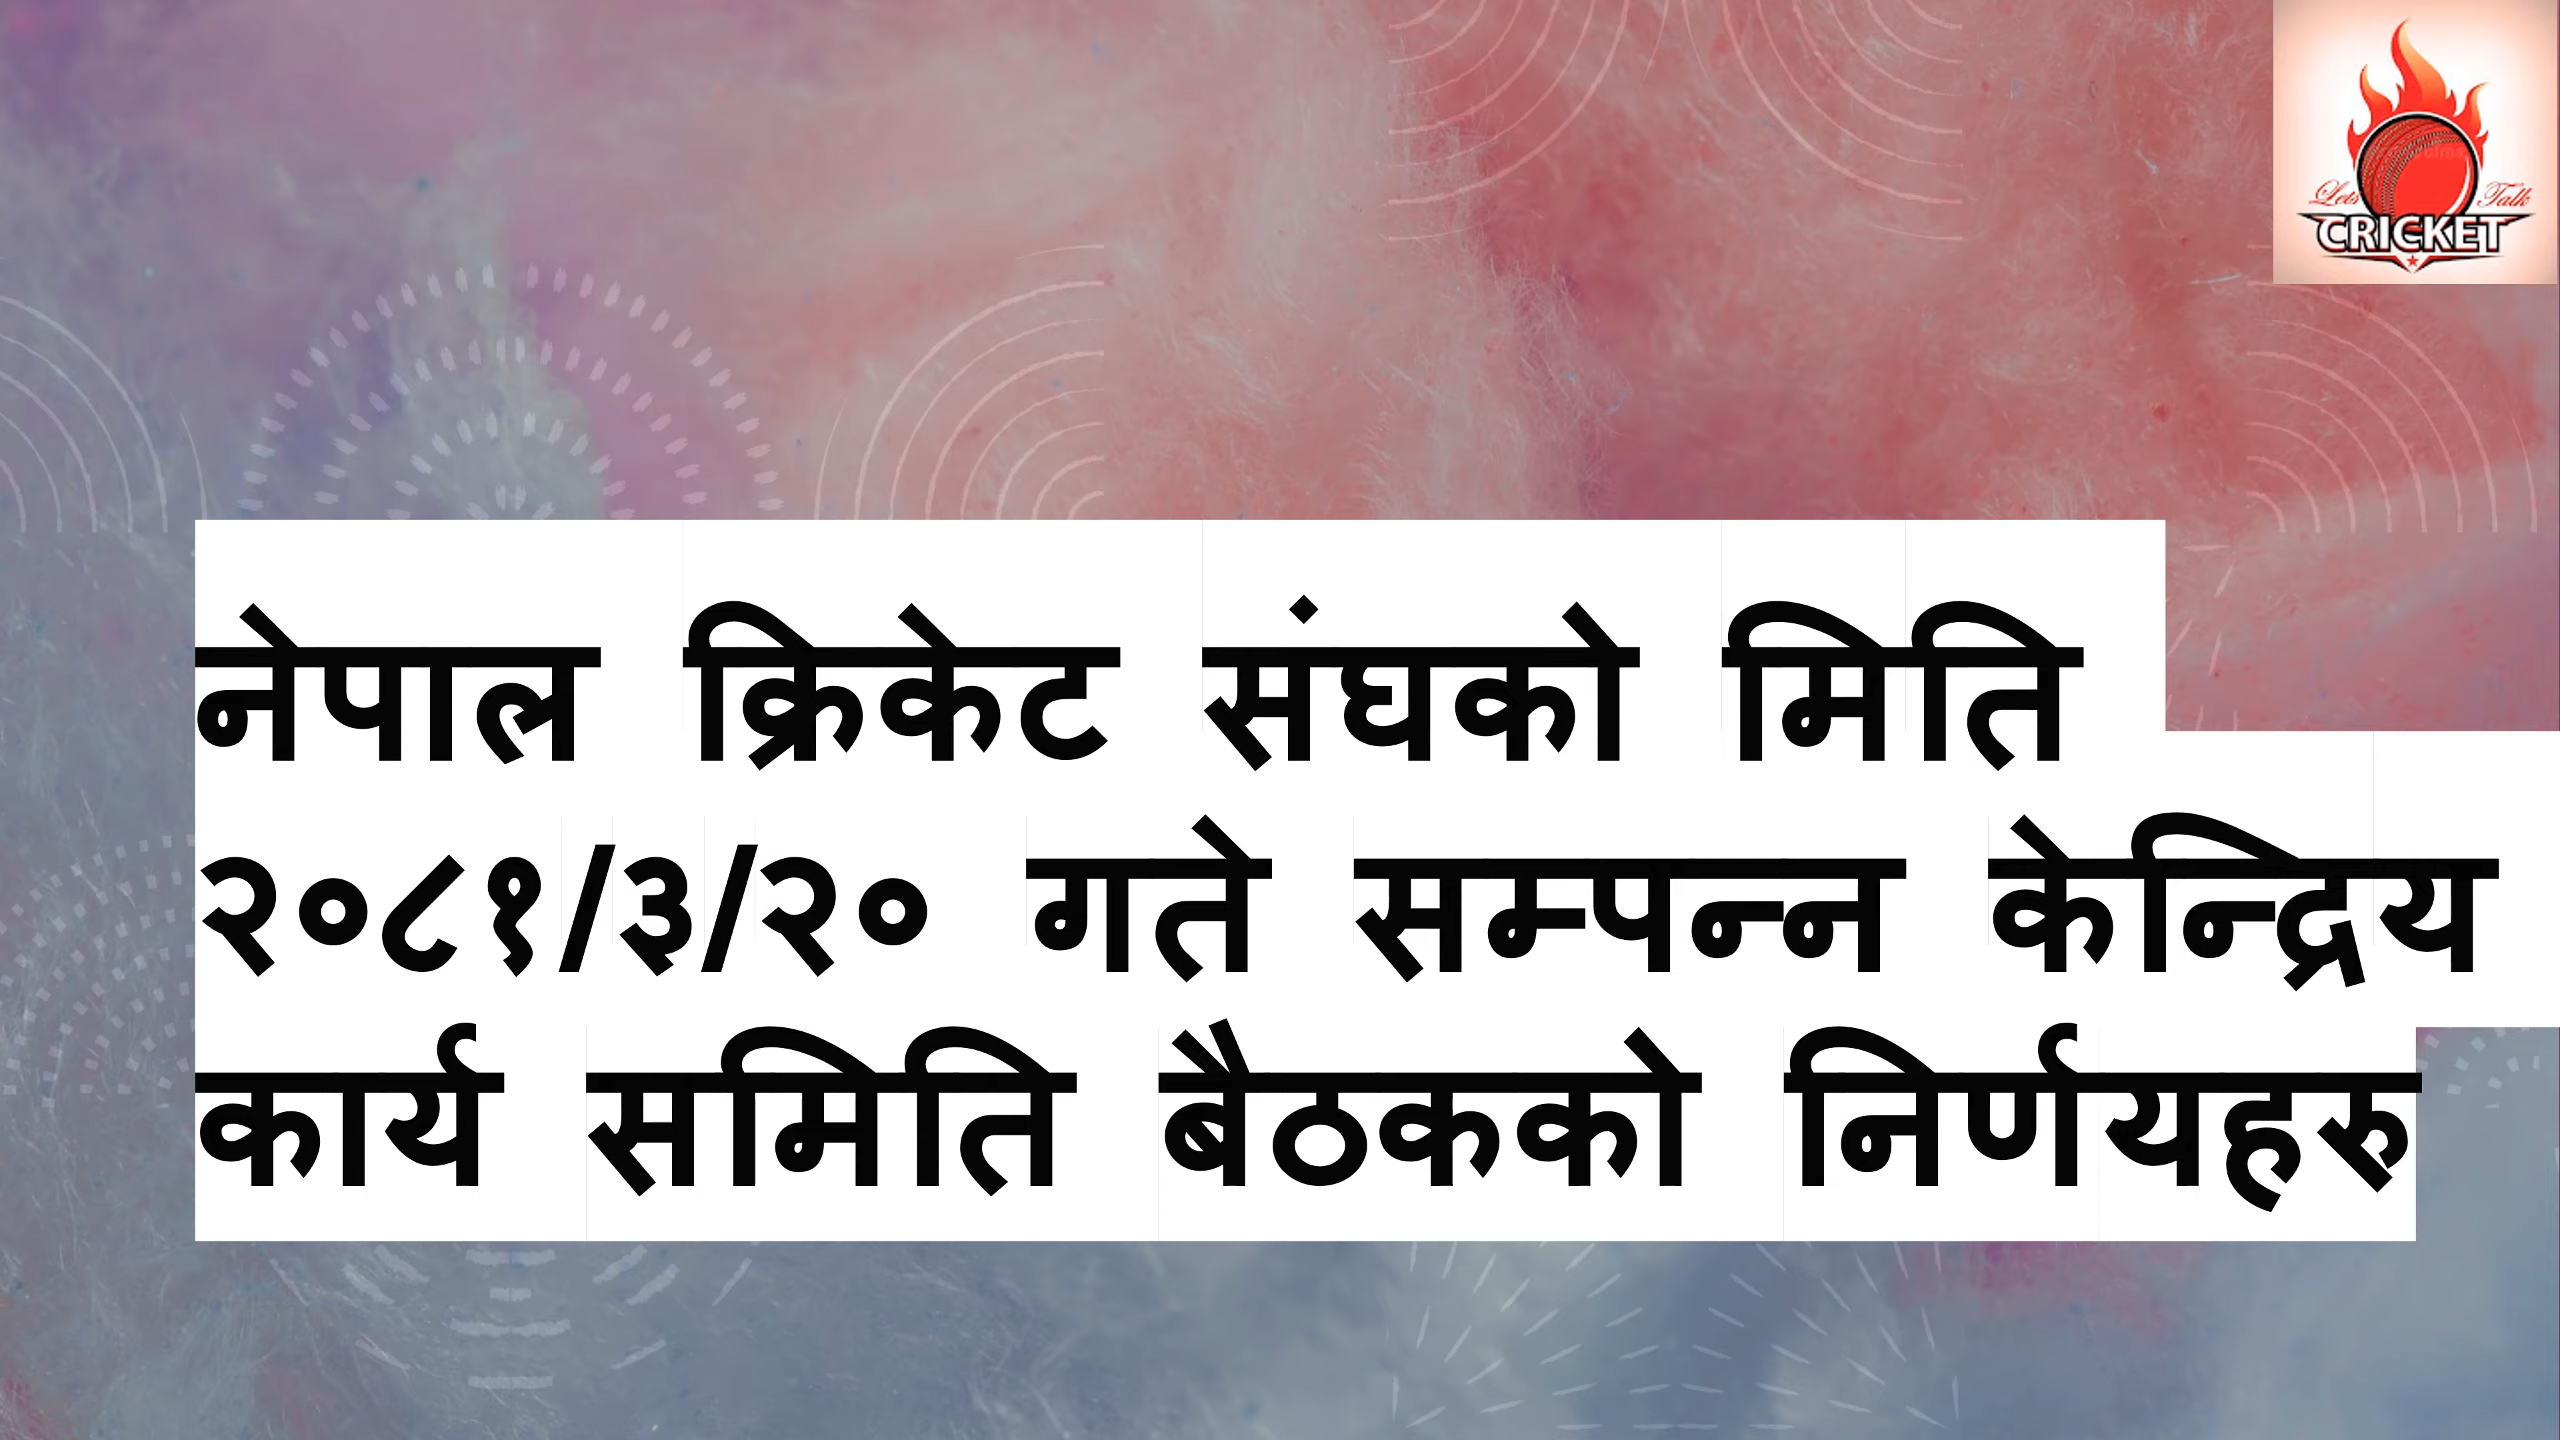 Lets Talk
CRICKET
नेपाल क्रिकेट संघको मिति
२०८१/३/२० गते सम्पन्न केन्द्रिय
कार्य समिति बैठकको निर्णयहरु